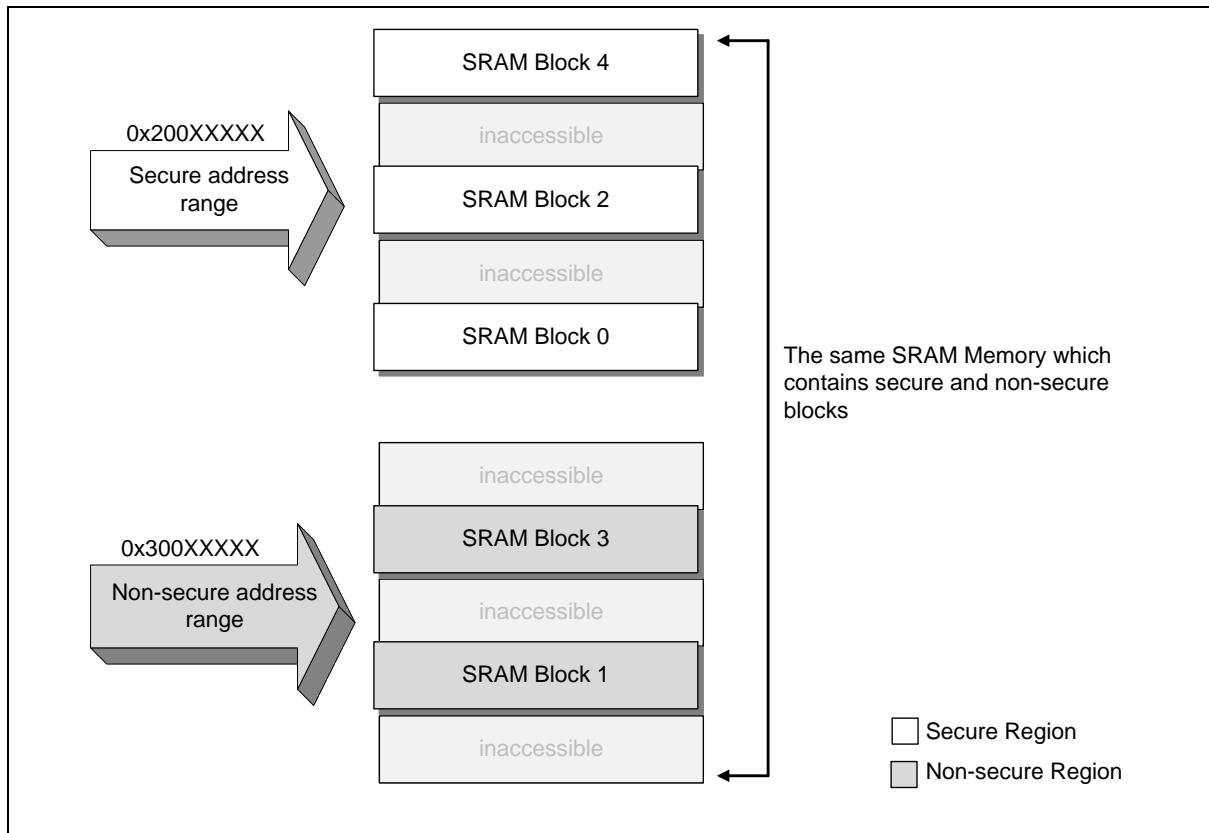 SRAM Block 4
inaccessible
0x200XXXXX
Secure address
range
SRAM Block 2
inaccessible
SRAM Block 0
The same SRAM Memory which
contains secure and non-secure
blocks
inaccessible
SRAM Block 3
0x300XXXXX
Non-secure address
range
inaccessible
SRAM Block 1
inaccessible
Secure Region
Non-secure Region